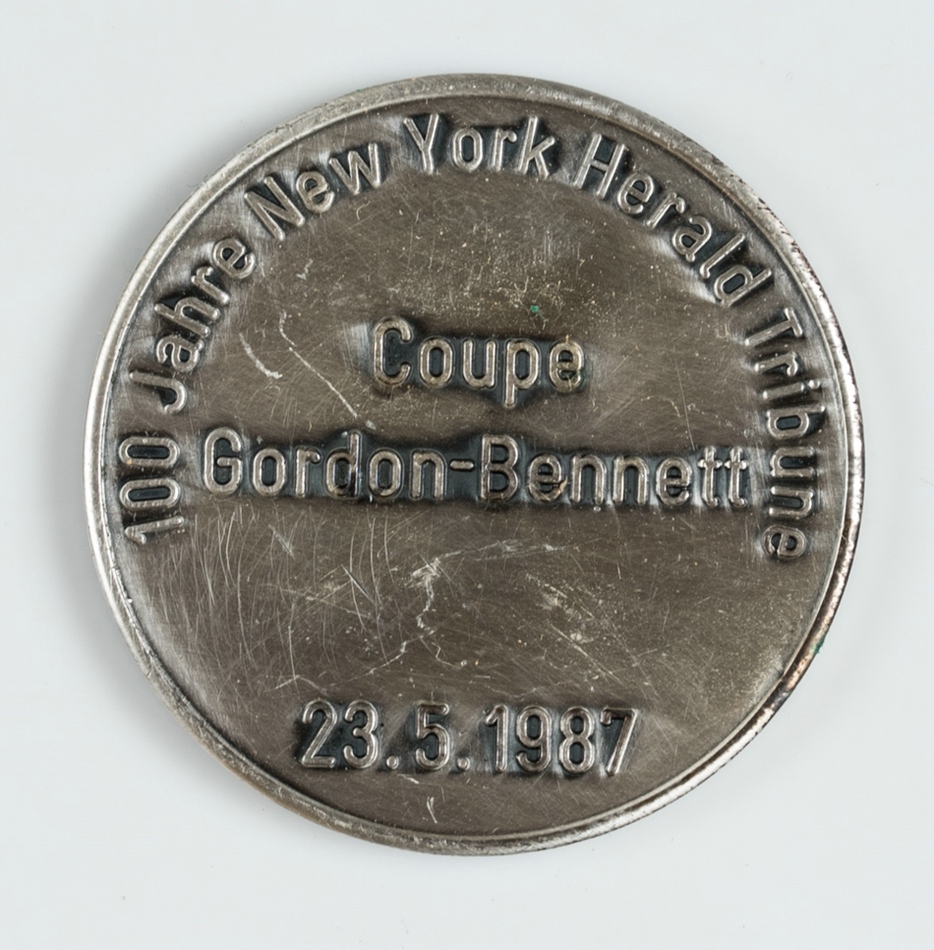 100 Jahre New York Herald Tribune
Coupe
Gordon-Bennett
23.5.1987